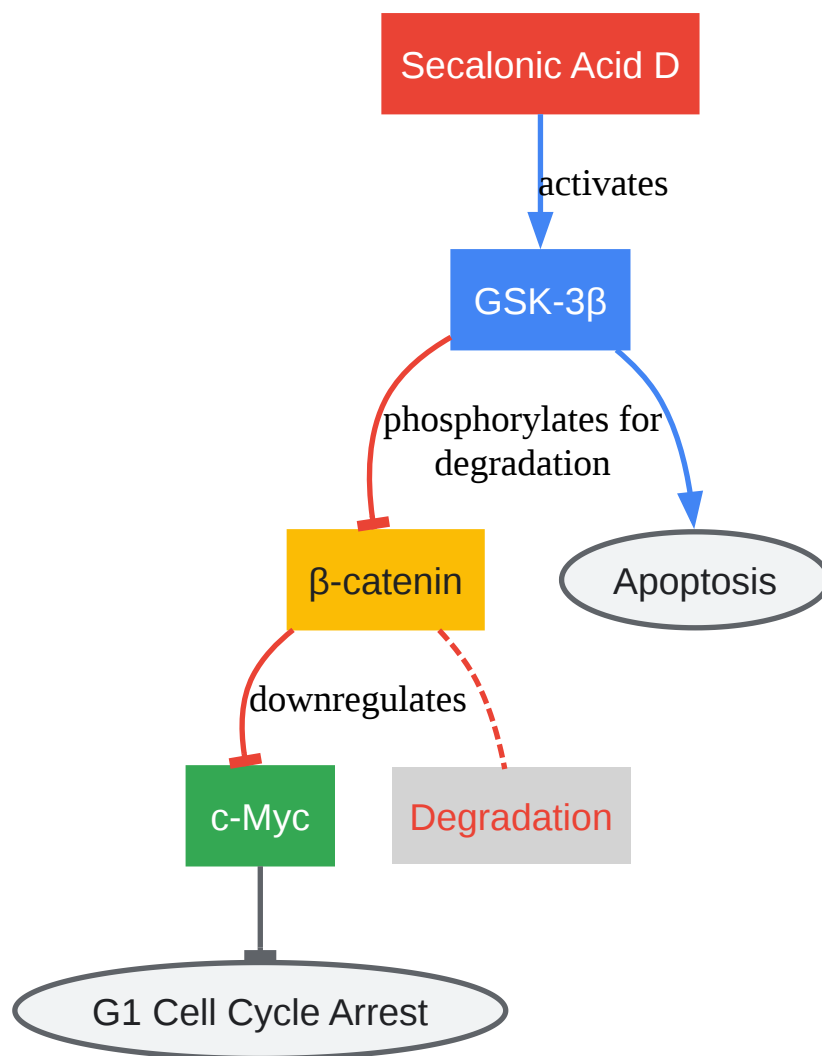 Secalonic Acid D
activates
GSK-3β
phosphorylates for
degradation
β-catenin
Apoptosis
downregulates
c-Myc
Degradation
G1 Cell Cycle Arrest